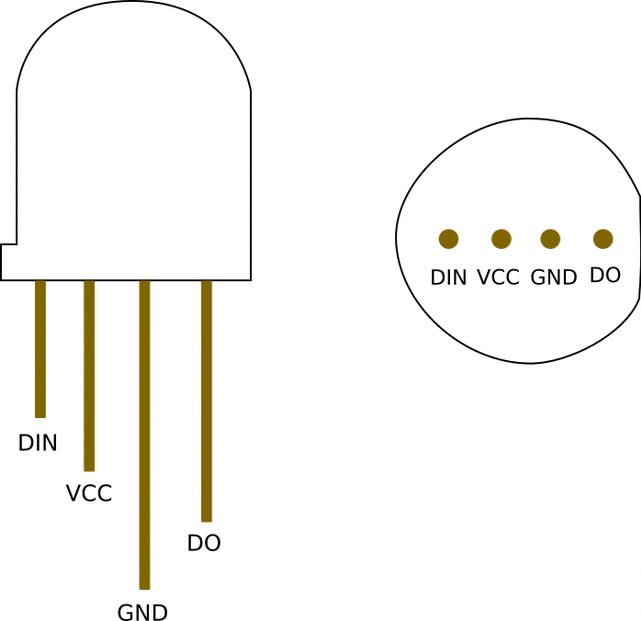 DIN
VCC
DO
GND
DIN VCC GND DO